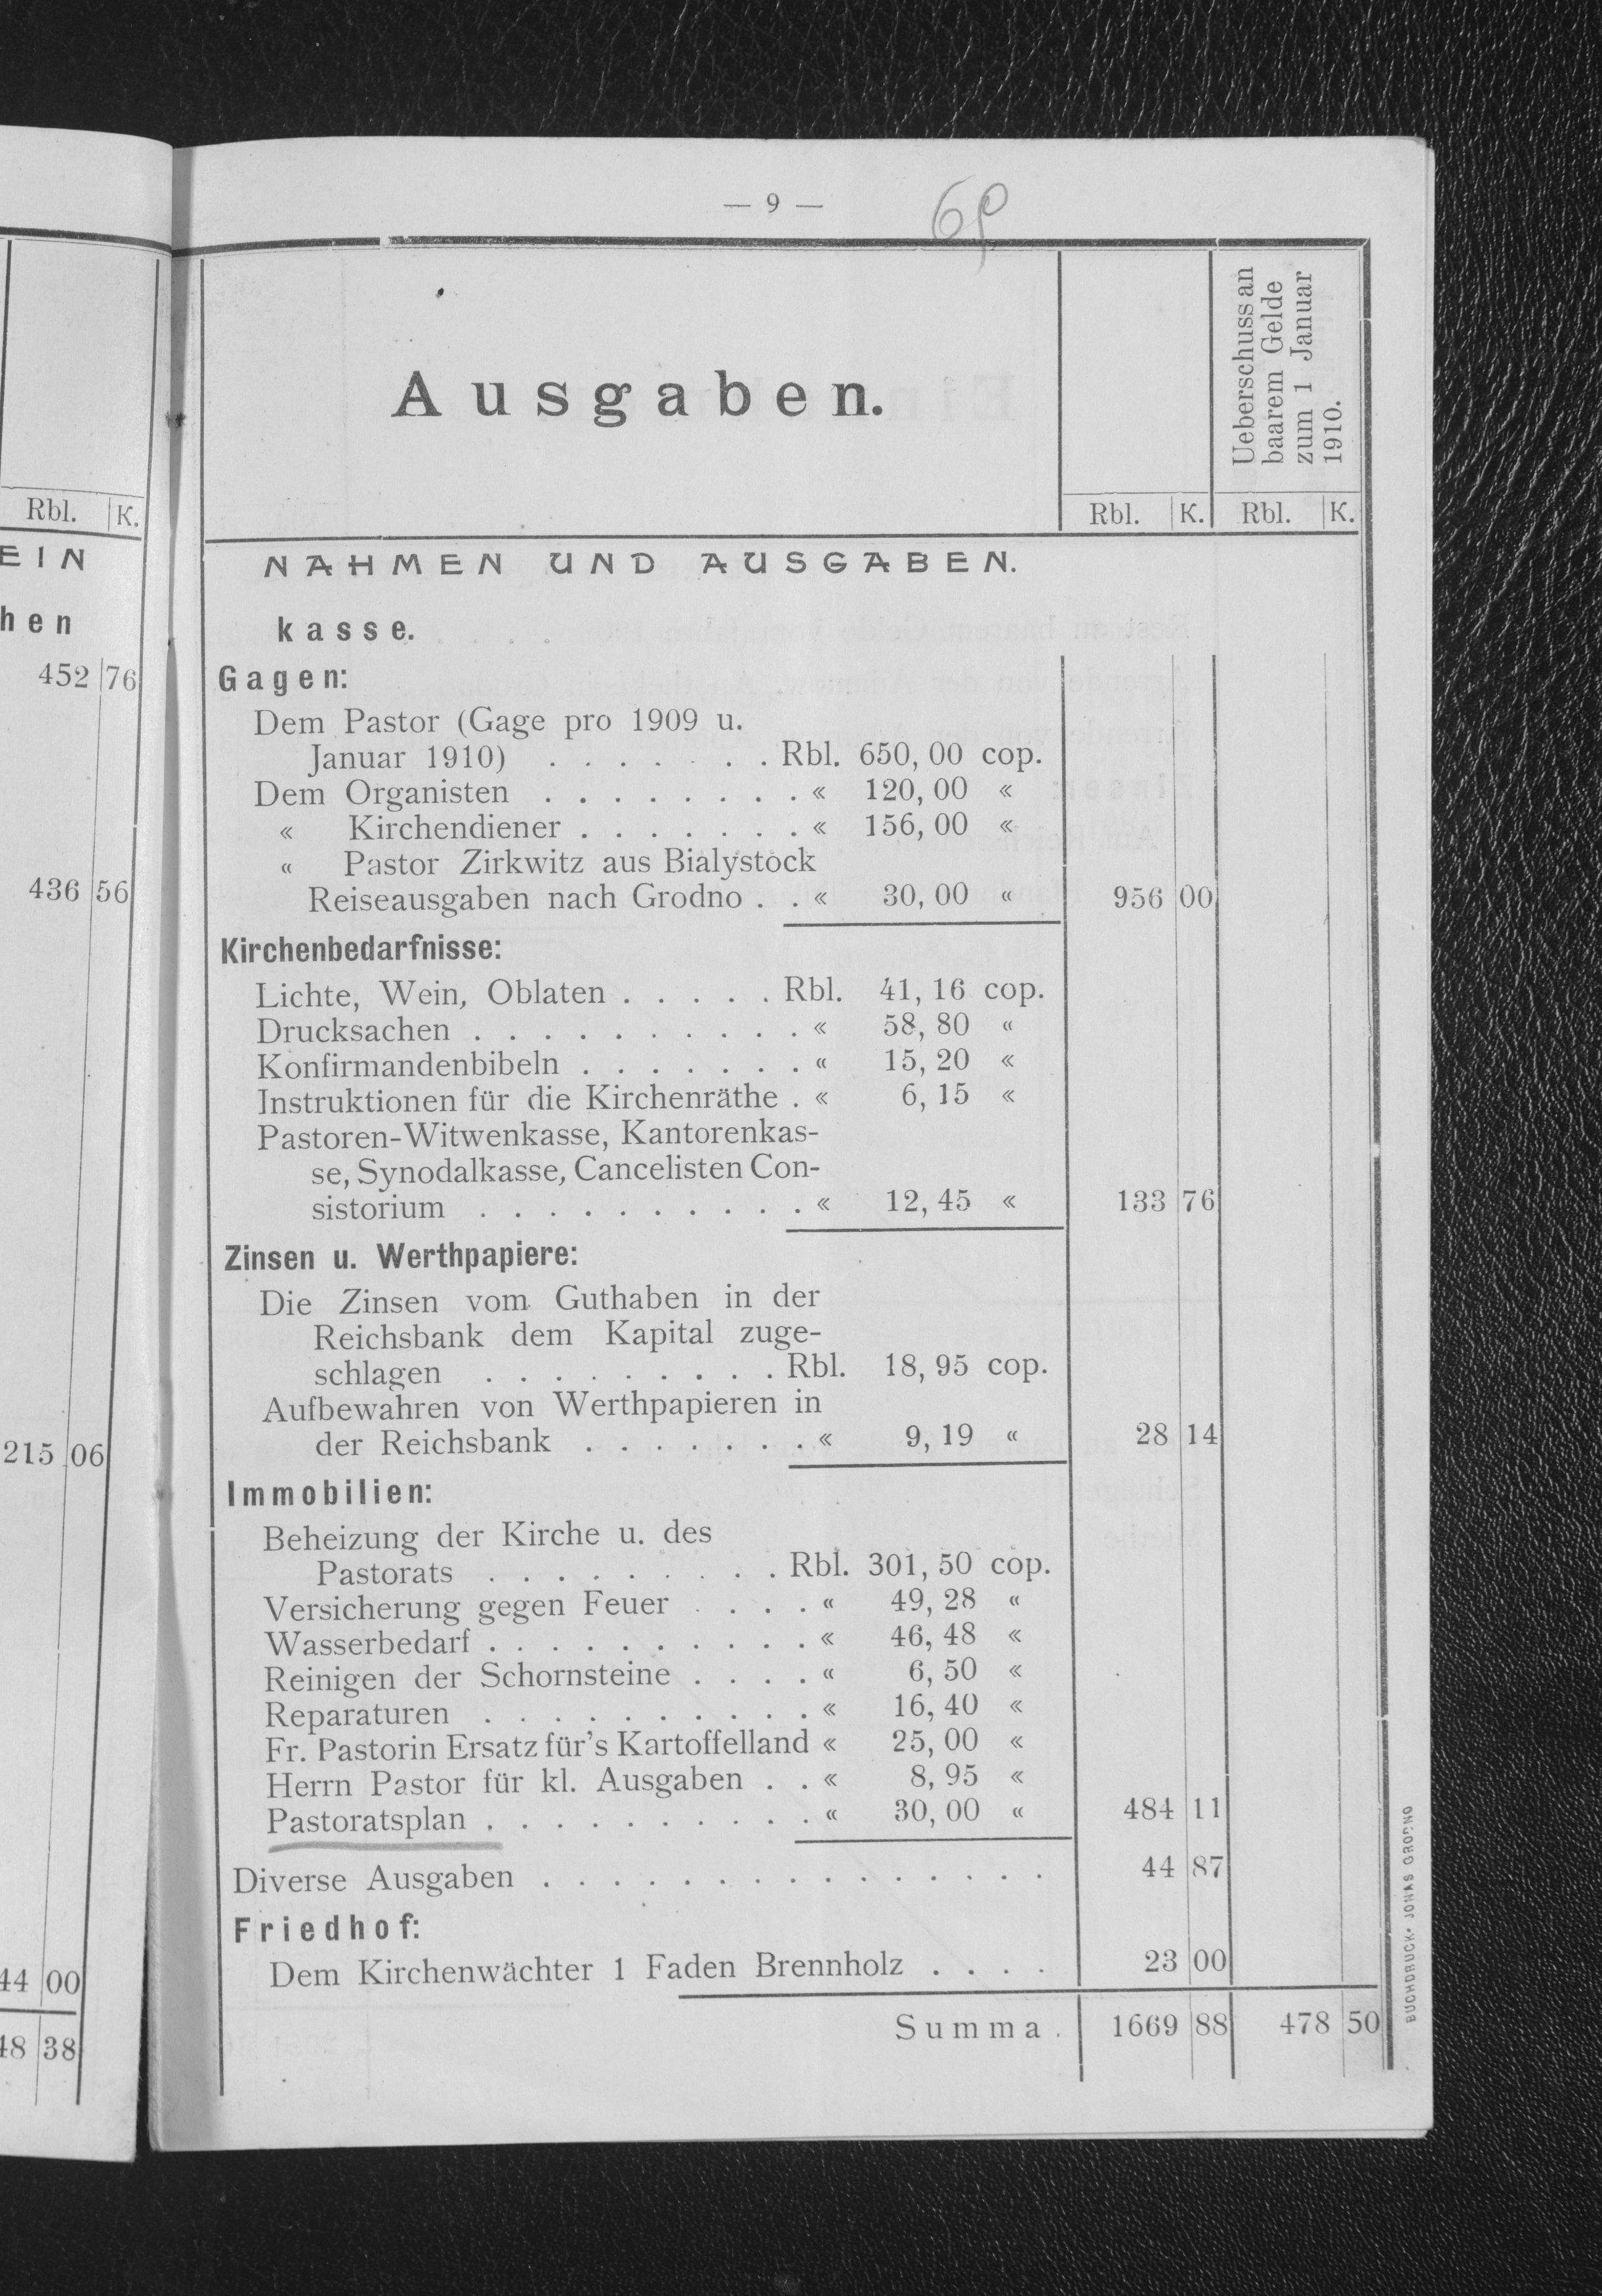 Rbl. K.
EIN
hen
452 76
436 56
215 06
44 00
48 38
— 9 —
69
Ausgaben.
Ueberschuss an
baarem Gelde
zum 1 Januar
1910.
Rbl. K. Rbl. K.
NAHMEN UND AUSGABEN.
kasse.
Gagen:
Dem Pastor (Gage pro 1909 u.
Januar 1910) . . . . . . . Rbl. 650,00 cop.
Dem Organisten . . . . . . . . « 120,00 «
« Kirchendiener . . . . . . . « 156,00 «
« Pastor Zirkwitz aus Bialystock
Reiseausgaben nach Grodno . . « 30,00 « 956 00
Kirchenbedarfnisse:
Lichte, Wein, Oblaten . . . . . Rbl. 41,16 cop.
Drucksachen . . . . . . . . . . « 58,80 «
Konfirmandenbibeln . . . . . . . « 15,20 «
Instruktionen für die Kirchenräthe . « 6,15 «
Pastoren-Witwenkasse, Kantorenkas-
se, Synodalkasse, Cancelisten Con-
sistorium . . . . . . . . . . « 12,45 « 133 76
Zinsen u. Werthpapiere:
Die Zinsen vom Guthaben in der
Reichsbank dem Kapital zuge-
schlagen . . . . . . . . . Rbl. 18,95 cop.
Aufbewahren von Werthpapieren in
der Reichsbank . . . . . . . « 9,19 « 28 14
Immobilien:
Beheizung der Kirche u. des
Pastorats . . . . . . . . . Rbl. 301,50 cop.
Versicherung gegen Feuer . . . . « 49,28 «
Wasserbedarf . . . . . . . . . . « 46,48 «
Reinigen der Schornsteine . . . . « 6,50 «
Reparaturen . . . . . . . . . . « 16,40 «
Fr. Pastorin Ersatz für's Kartoffelland « 25,00 «
Herrn Pastor für kl. Ausgaben . . « 8,95 «
Pastoratsplan . . . . . . . . . . « 30,00 « 484 11
Diverse Ausgaben . . . . . . . . . . . . . . . 44 87
Friedhof:
Dem Kirchenwächter 1 Faden Brennholz . . . . 23 00
Summa . 1669 88 478 50
BUCHDRUCK. JONAS GRODNO